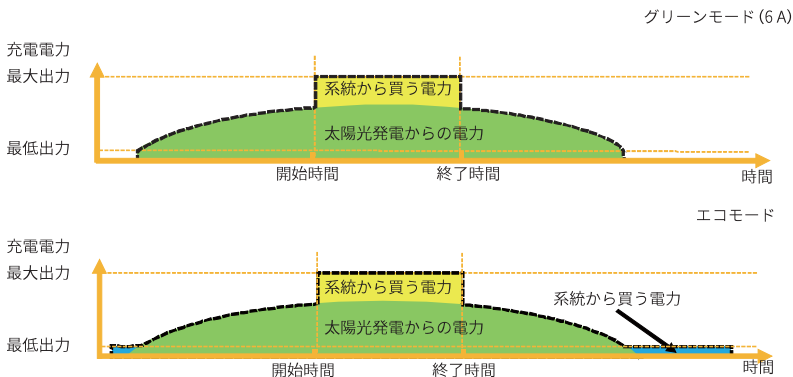 グリーンモード(6 A)
充電電力
最大出力
系統から買う電力
太陽光発電からの電力
最低出力
開始時間
終了時間
時間
エコモード
充電電力
最大出力
系統から買う電力
系統から買う電力
太陽光発電からの電力
最低出力
開始時間
終了時間
時間